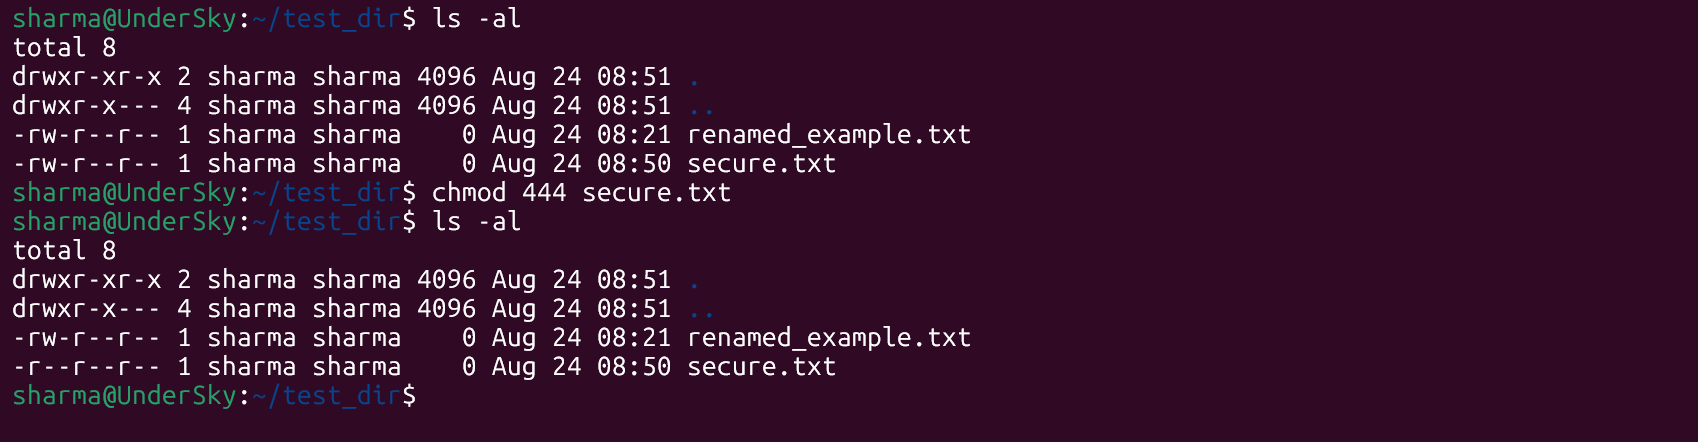 sharma@UnderSky:~/test_dir$ ls -al
total 8
drwxr-xr-x 2 sharma sharma 4096 Aug 24 08:51 .
drwxr-x--- 4 sharma sharma 4096 Aug 24 08:51 ..
-rw-r--r-- 1 sharma sharma    0 Aug 24 08:21 renamed_example.txt
-rw-r--r-- 1 sharma sharma    0 Aug 24 08:50 secure.txt
sharma@UnderSky:~/test_dir$ chmod 444 secure.txt
sharma@UnderSky:~/test_dir$ ls -al
total 8
drwxr-xr-x 2 sharma sharma 4096 Aug 24 08:51 .
drwxr-x--- 4 sharma sharma 4096 Aug 24 08:51 ..
-rw-r--r-- 1 sharma sharma    0 Aug 24 08:21 renamed_example.txt
-r--r--r-- 1 sharma sharma    0 Aug 24 08:50 secure.txt
sharma@UnderSky:~/test_dir$